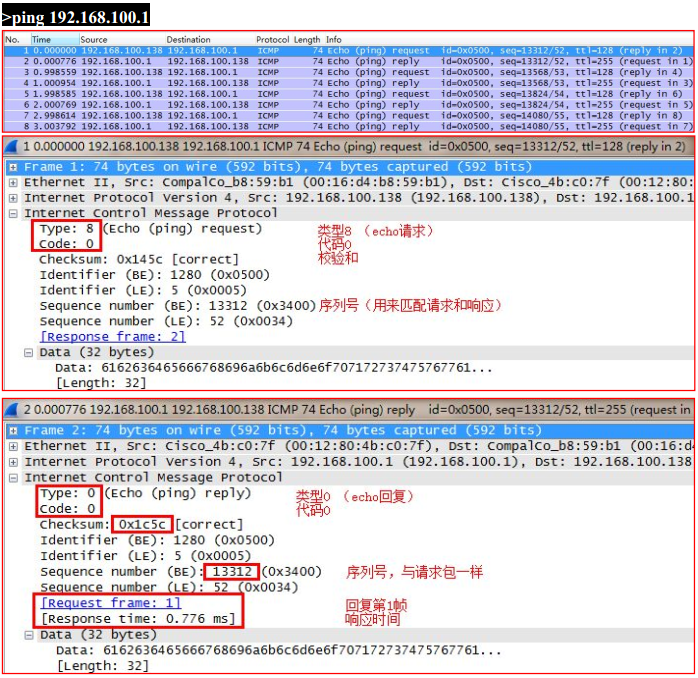 >ping 192.168.100.1
No. Time Source Destination Protocol Length Info
1 0.000000 192.168.100.138 192.168.100.1 ICMP 74 Echo (ping) request id=0x0500, seq=13312/52, ttl=128 (reply in 2)
2 0.000776 192.168.100.1 192.168.100.138 ICMP 74 Echo (ping) reply id=0x0500, seq=13312/52, ttl=255 (request in 1)
3 0.998559 192.168.100.138 192.168.100.1 ICMP 74 Echo (ping) request id=0x0500, seq=13568/53, ttl=128 (reply in 4)
4 1.000954 192.168.100.1 192.168.100.138 ICMP 74 Echo (ping) reply id=0x0500, seq=13568/53, ttl=255 (request in 3)
5 1.998585 192.168.100.138 192.168.100.1 ICMP 74 Echo (ping) request id=0x0500, seq=13824/54, ttl=128 (reply in 6)
6 2.000769 192.168.100.1 192.168.100.138 ICMP 74 Echo (ping) reply id=0x0500, seq=13824/54, ttl=255 (request in 5)
7 2.998614 192.168.100.138 192.168.100.1 ICMP 74 Echo (ping) request id=0x0500, seq=14080/55, ttl=128 (reply in 8)
8 3.003792 192.168.100.1 192.168.100.138 ICMP 74 Echo (ping) reply id=0x0500, seq=14080/55, ttl=255 (request in 7)
1 0.000000 192.168.100.138 192.168.100.1 ICMP 74 Echo (ping) request id=0x0500, seq=13312/52, ttl=128 (reply in 2)
Frame 1: 74 bytes on wire (592 bits), 74 bytes captured (592 bits)
Ethernet II, Src: CompalCo_b8:59:b1 (00:16:d4:b8:59:b1), Dst: Cisco_4b:c0:7f (00:12:80:
Internet Protocol Version 4, Src: 192.168.100.138 (192.168.100.138), Dst: 192.168.100.1
Internet Control Message Protocol
Type: 8 (Echo (ping) request) 类型8 （echo请求）
Code: 0 代码0
Checksum: 0x145c [correct] 校验和
Identifier (BE): 1280 (0x0500)
Identifier (LE): 5 (0x0005)
Sequence number (BE): 13312 (0x3400) 序列号（用来匹配请求和响应）
Sequence number (LE): 52 (0x0034)
[Response frame: 2]
Data (32 bytes)
Data: 6162636465666768696a6b6c6d6e6f707172737475767761...
[Length: 32]
2 0.000776 192.168.100.1 192.168.100.138 ICMP 74 Echo (ping) reply id=0x0500, seq=13312/52, ttl=255 (request in
Frame 2: 74 bytes on wire (592 bits), 74 bytes captured (592 bits)
Ethernet II, Src: Cisco_4b:c0:7f (00:12:80:4b:c0:7f), Dst: CompalCo_b8:59:b1 (00:16:d4
Internet Protocol Version 4, Src: 192.168.100.1 (192.168.100.1), Dst: 192.168.100.138
Internet Control Message Protocol
Type: 0 (Echo (ping) reply) 类型0 （echo回复）
Code: 0 代码0
Checksum: 0x1c5c [correct]
Identifier (BE): 1280 (0x0500)
Identifier (LE): 5 (0x0005)
Sequence number (BE): 13312 (0x3400) 序列号，与请求包一样
Sequence number (LE): 52 (0x0034)
[Request frame: 1] 回复第1帧
[Response time: 0.776 ms] 响应时间
Data (32 bytes)
Data: 6162636465666768696a6b6c6d6e6f707172737475767761...
[Length: 32]